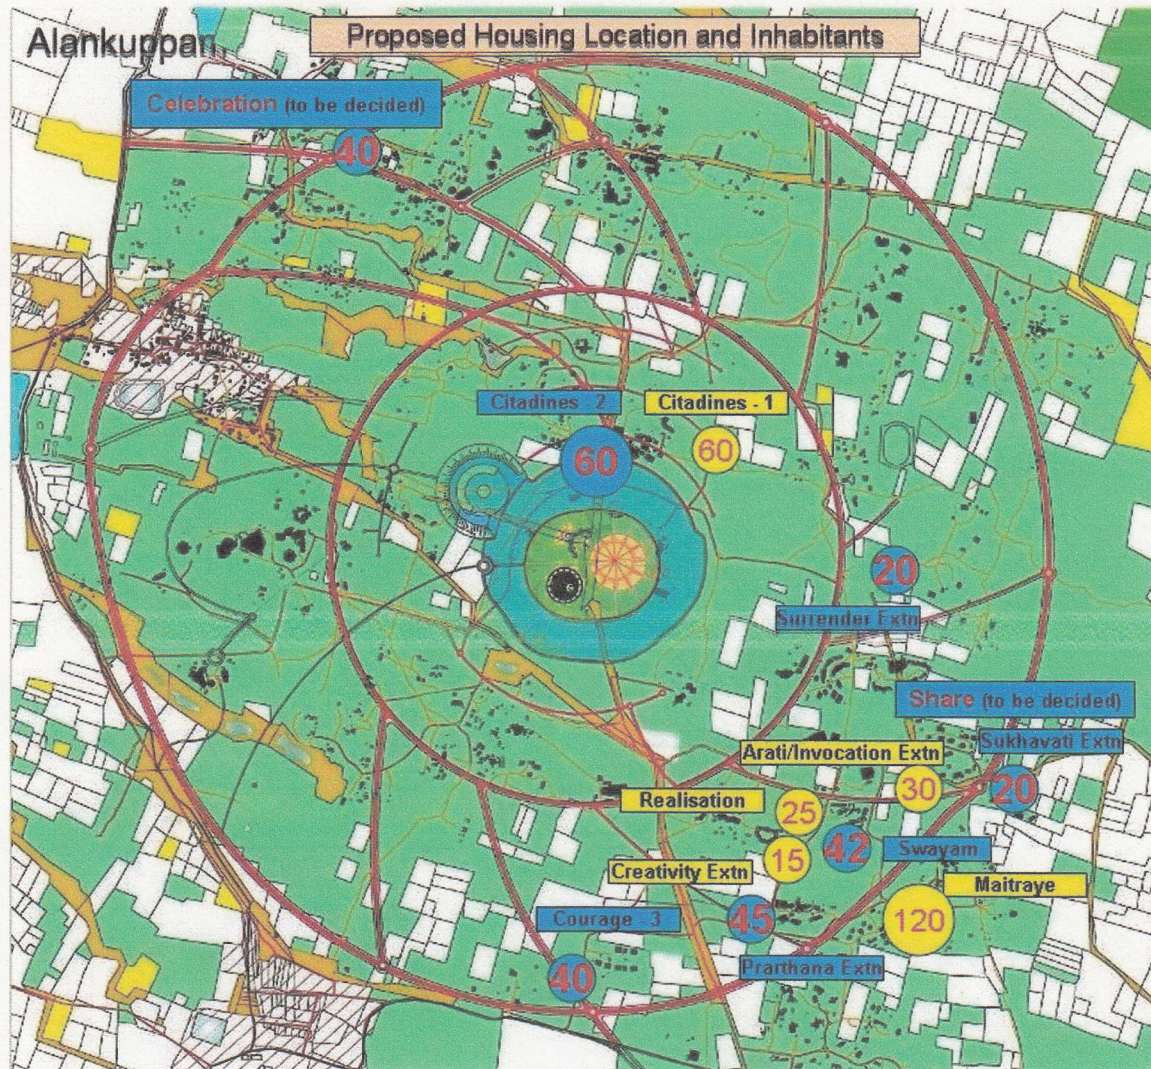 Alankuppam
Proposed Housing Location and Inhabitants
Celebration (to be decided)
40
Citadines - 2
Citadines - 1
60
60
20
Surrender Extn
Share (to be decided)
Sukhavati Extn
Arati/Invocation Extn
30
20
Realisation
25
42
Swayam
15
Creativity Extn
Maitraye
120
Courage - 3
45
Prarthana Extn
40